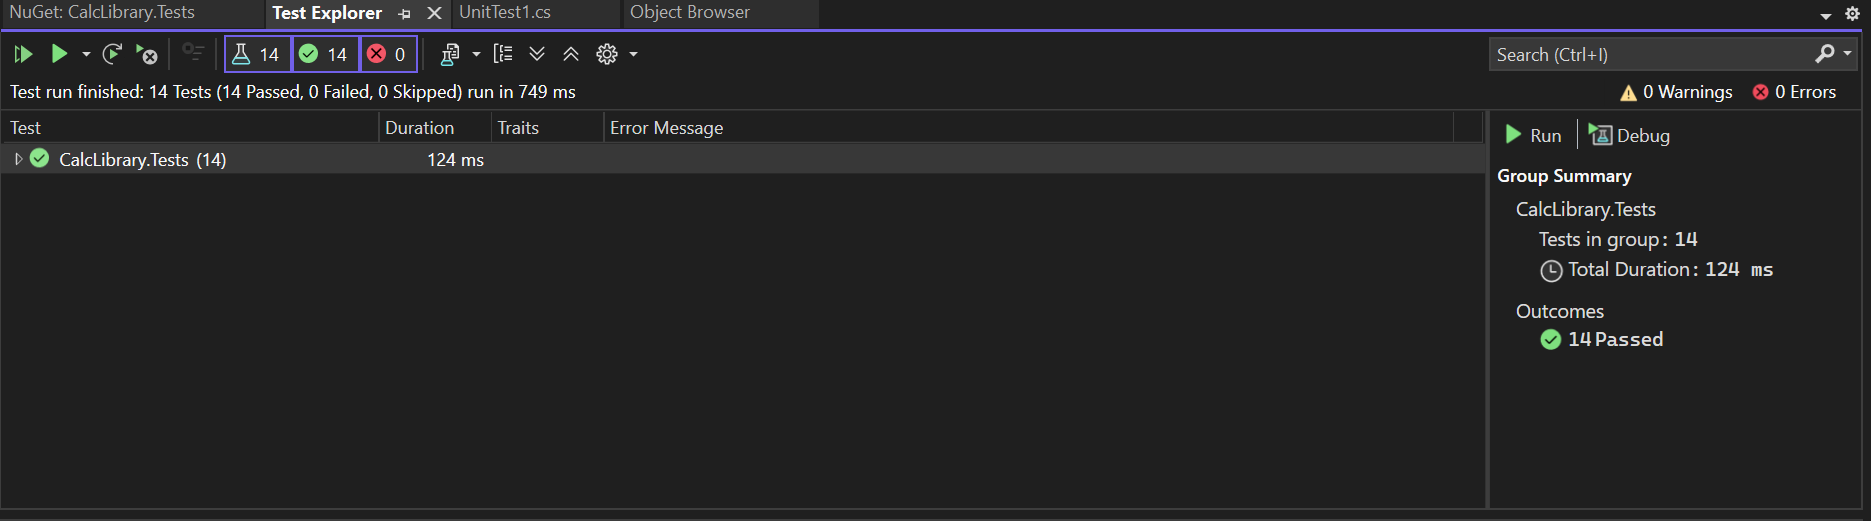 NuGet: CalcLibrary.Tests Test Explorer UnitTest1.cs Object Browser
14 14 0 Search (Ctrl+I)
Test run finished: 14 Tests (14 Passed, 0 Failed, 0 Skipped) run in 749 ms 0 Warnings 0 Errors
Test Duration Traits Error Message
CalcLibrary.Tests (14) 124 ms
Run Debug
Group Summary
CalcLibrary.Tests
Tests in group: 14
Total Duration: 124 ms
Outcomes
14 Passed